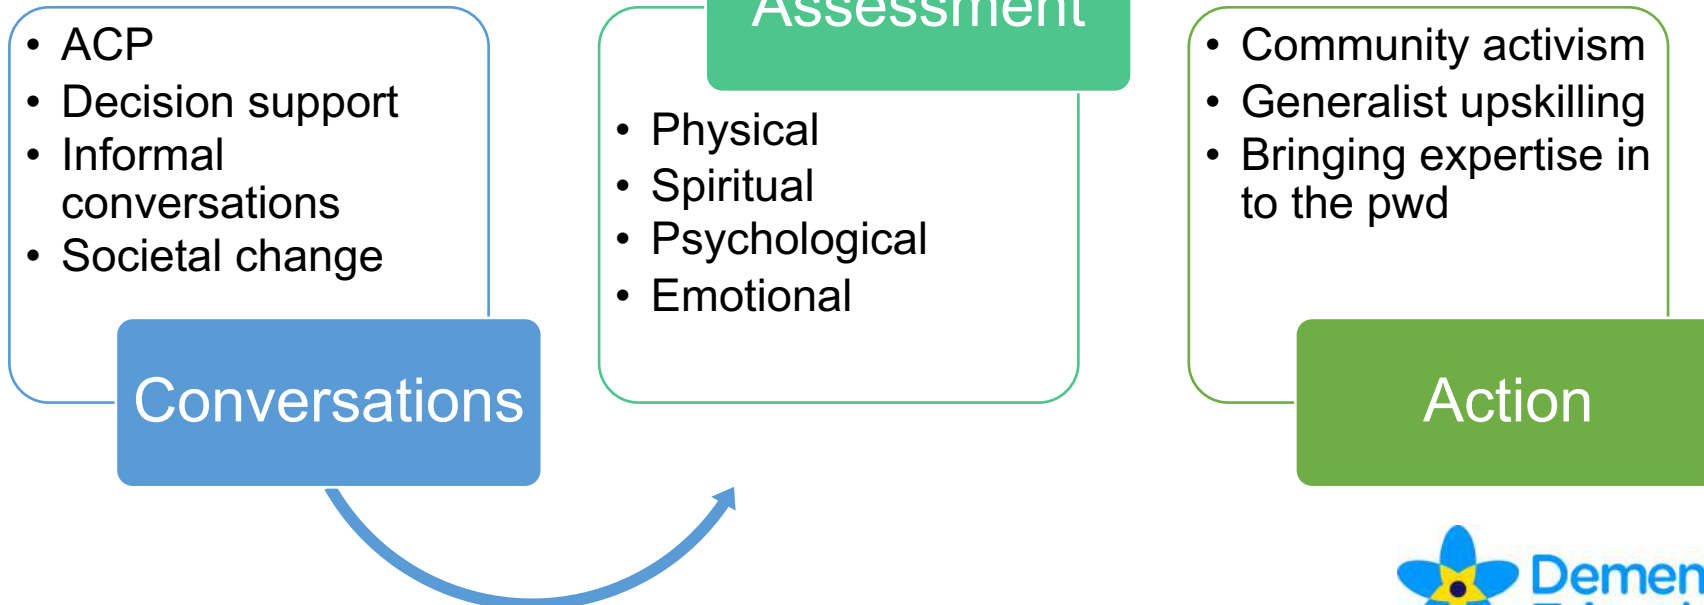 • ACP
• Decision support
• Informal
conversations
• Societal change
Conversations
Assessment
• Physical
• Spiritual
• Psychological
• Emotional
• Community activism
• Generalist upskilling
• Bringing expertise in
to the pwd
Action
Demen